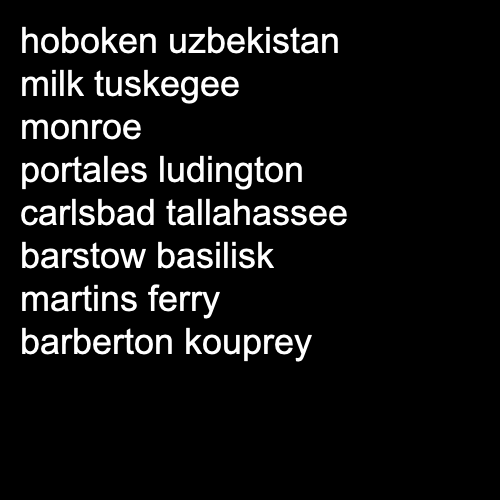 hoboken uzbekistan
milk tuskegee
monroe
portales ludington
carlsbad tallahassee
barstow basilisk
martins ferry
barberton kouprey